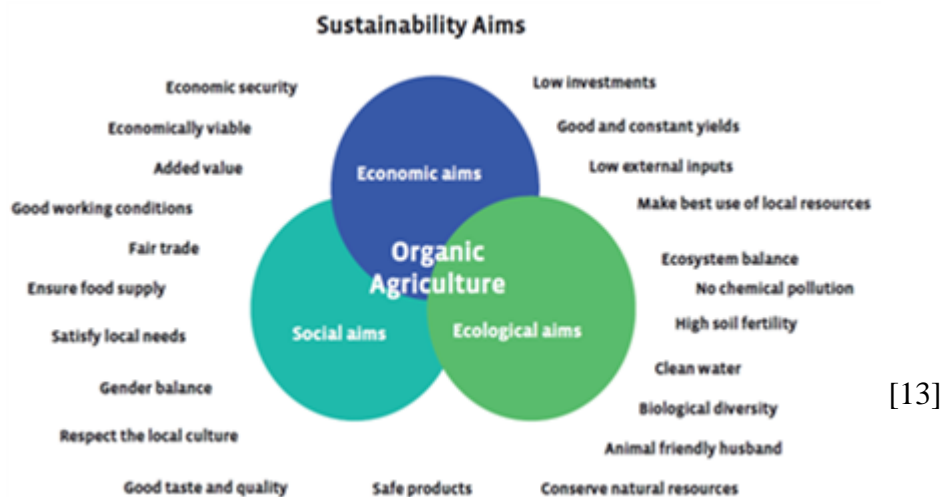 Sustainability Aims
Economic security
Low investments
Economically viable
Good and constant yields
Added value
Economic aims
Low external inputs
Good working conditions
Make best use of local resources
Fair trade
Organic
Agriculture
Ecosystem balance
Ensure food supply
No chemical pollution
Satisfy local needs
Social aims
Ecological aims
High soil fertility
Clean water
Gender balance
[13]
Biological diversity
Respect the local culture
Animal friendly husband
Good taste and quality
Safe products
Conserve natural resources